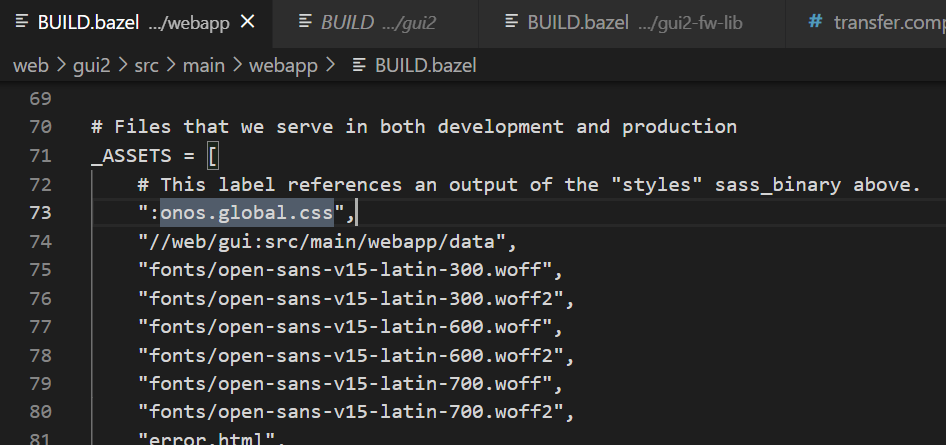 BUILD.bazel .../webapp × BUILD .../gui2 BUILD.bazel .../gui2-fw-lib # transfer.comp
web > gui2 > src > main > webapp > BUILD.bazel
69
70 # Files that we serve in both development and production
71 _ASSETS = [
72 # This label references an output of the "styles" sass_binary above.
73 ":onos.global.css",
74 "//web/gui:src/main/webapp/data",
75 "fonts/open-sans-v15-latin-300.woff",
76 "fonts/open-sans-v15-latin-300.woff2",
77 "fonts/open-sans-v15-latin-600.woff",
78 "fonts/open-sans-v15-latin-600.woff2",
79 "fonts/open-sans-v15-latin-700.woff",
80 "fonts/open-sans-v15-latin-700.woff2",
81 "error.html",